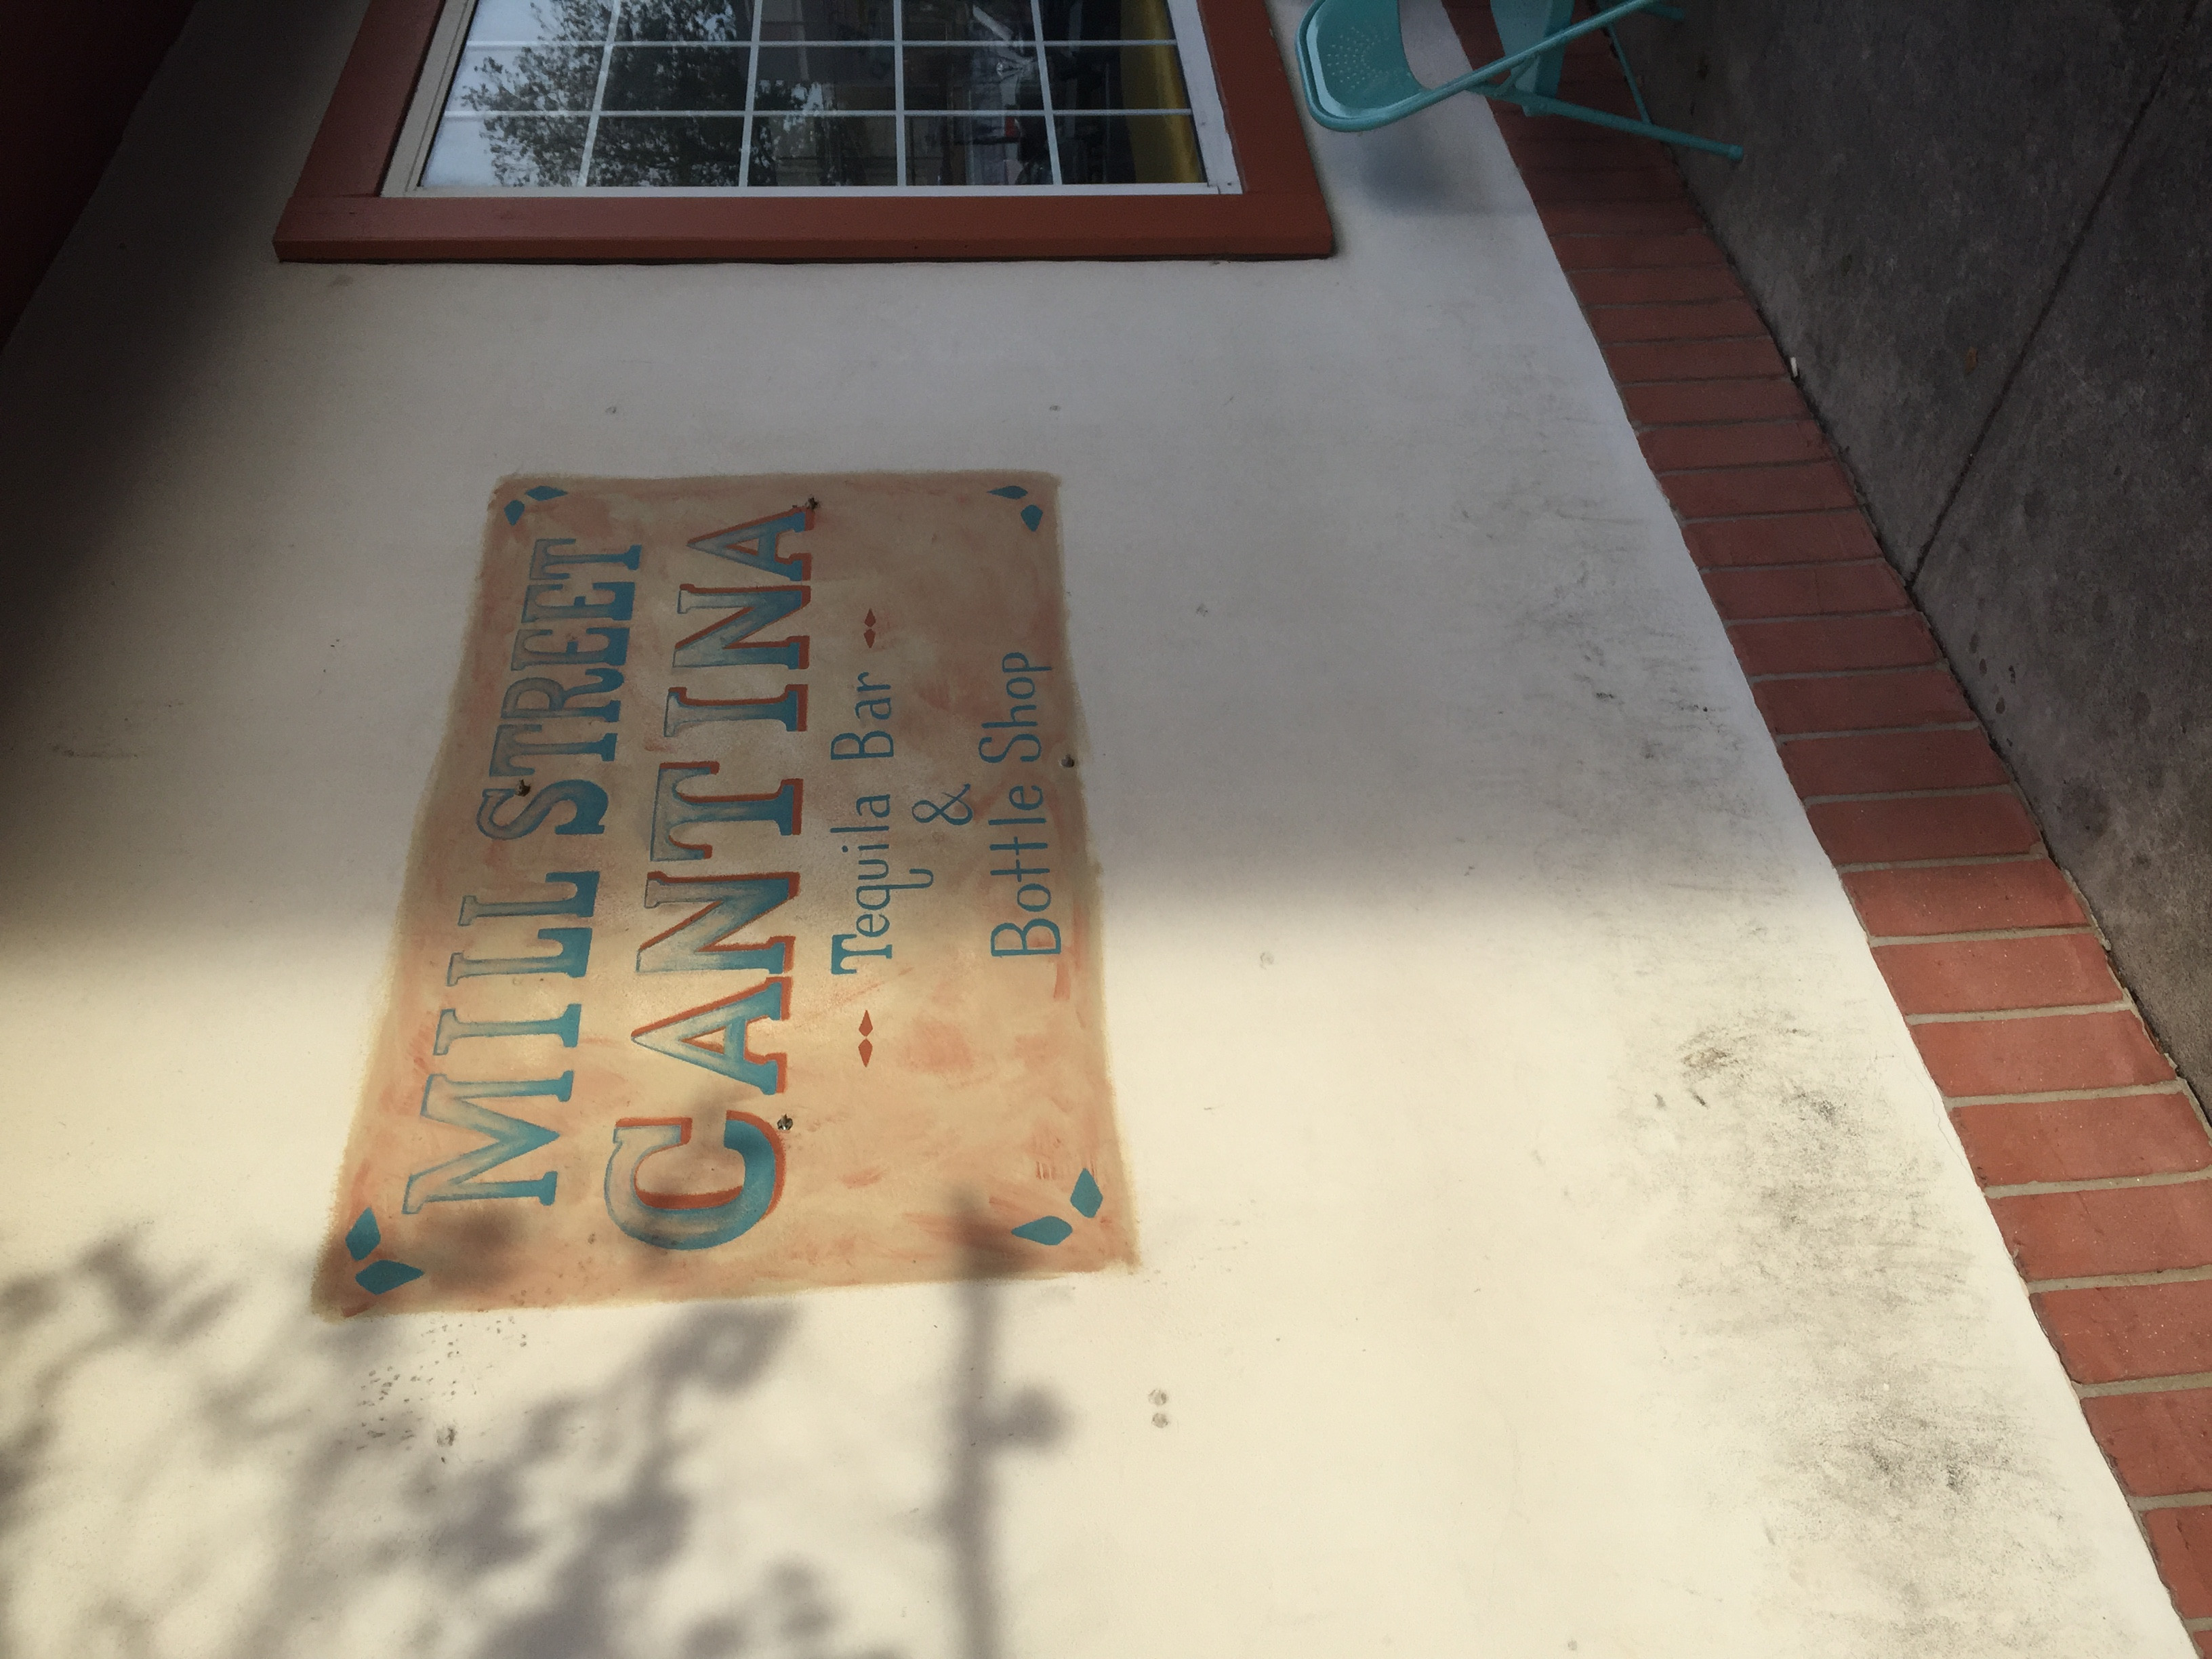 MILL STREET
CANTINA
Tequila Bar
&
Bottle Shop